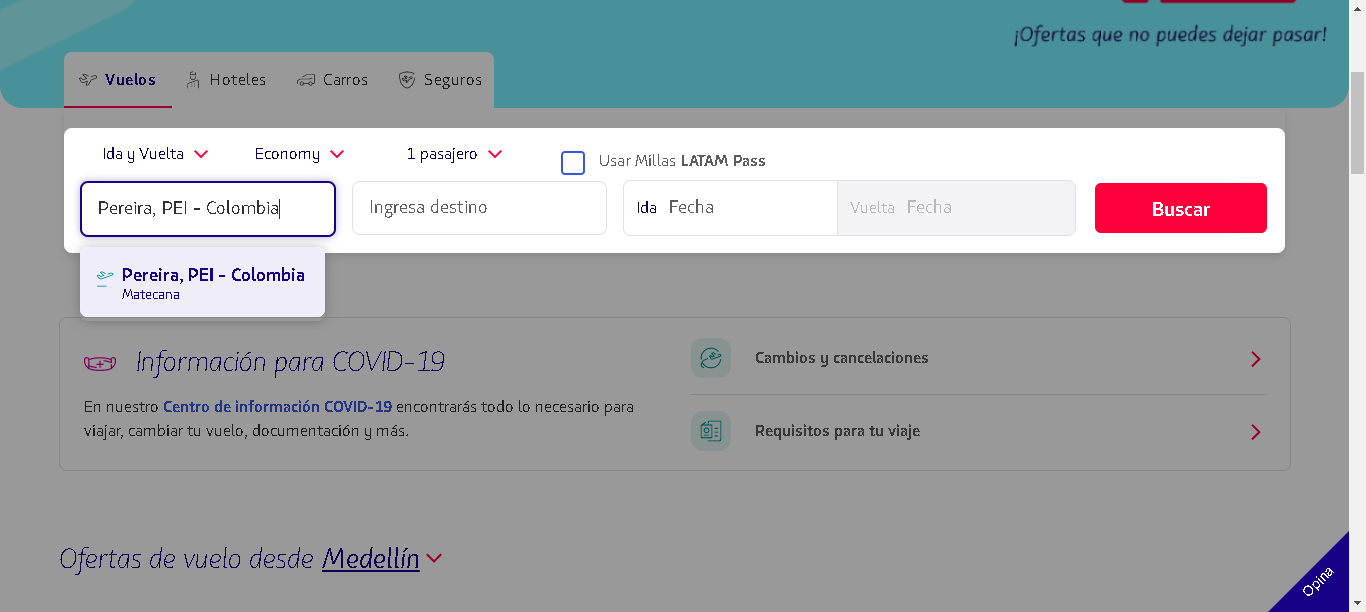 ¡Ofertas que no puedes dejar pasar!
Vuelos Hoteles Carros Seguros
Ida y Vuelta Economy 1 pasajero Usar Millas LATAM Pass
Pereira, PEI - Colombia Ingresa destino Ida Fecha Vuelta Fecha Buscar
Pereira, PEI - Colombia
Matecana
Información para COVID-19
En nuestro Centro de información COVID-19 encontrarás todo lo necesario para
viajar, cambiar tu vuelo, documentación y más.
Cambios y cancelaciones
Requisitos para tu viaje
Ofertas de vuelo desde Medellín
Opina